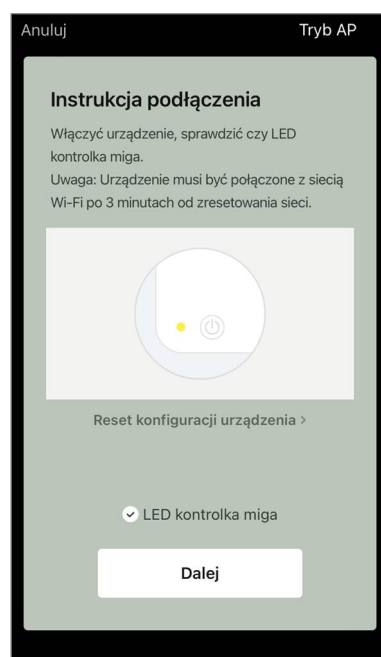 Anuluj Tryb AP
Instrukcja podłączenia
Włączyć urządzenie, sprawdzić czy LED
kontrolka miga.
Uwaga: Urządzenie musi być połączone z siecią
Wi-Fi po 3 minutach od zresetowania sieci.
Reset konfiguracji urządzenia >
LED kontrolka miga
Dalej